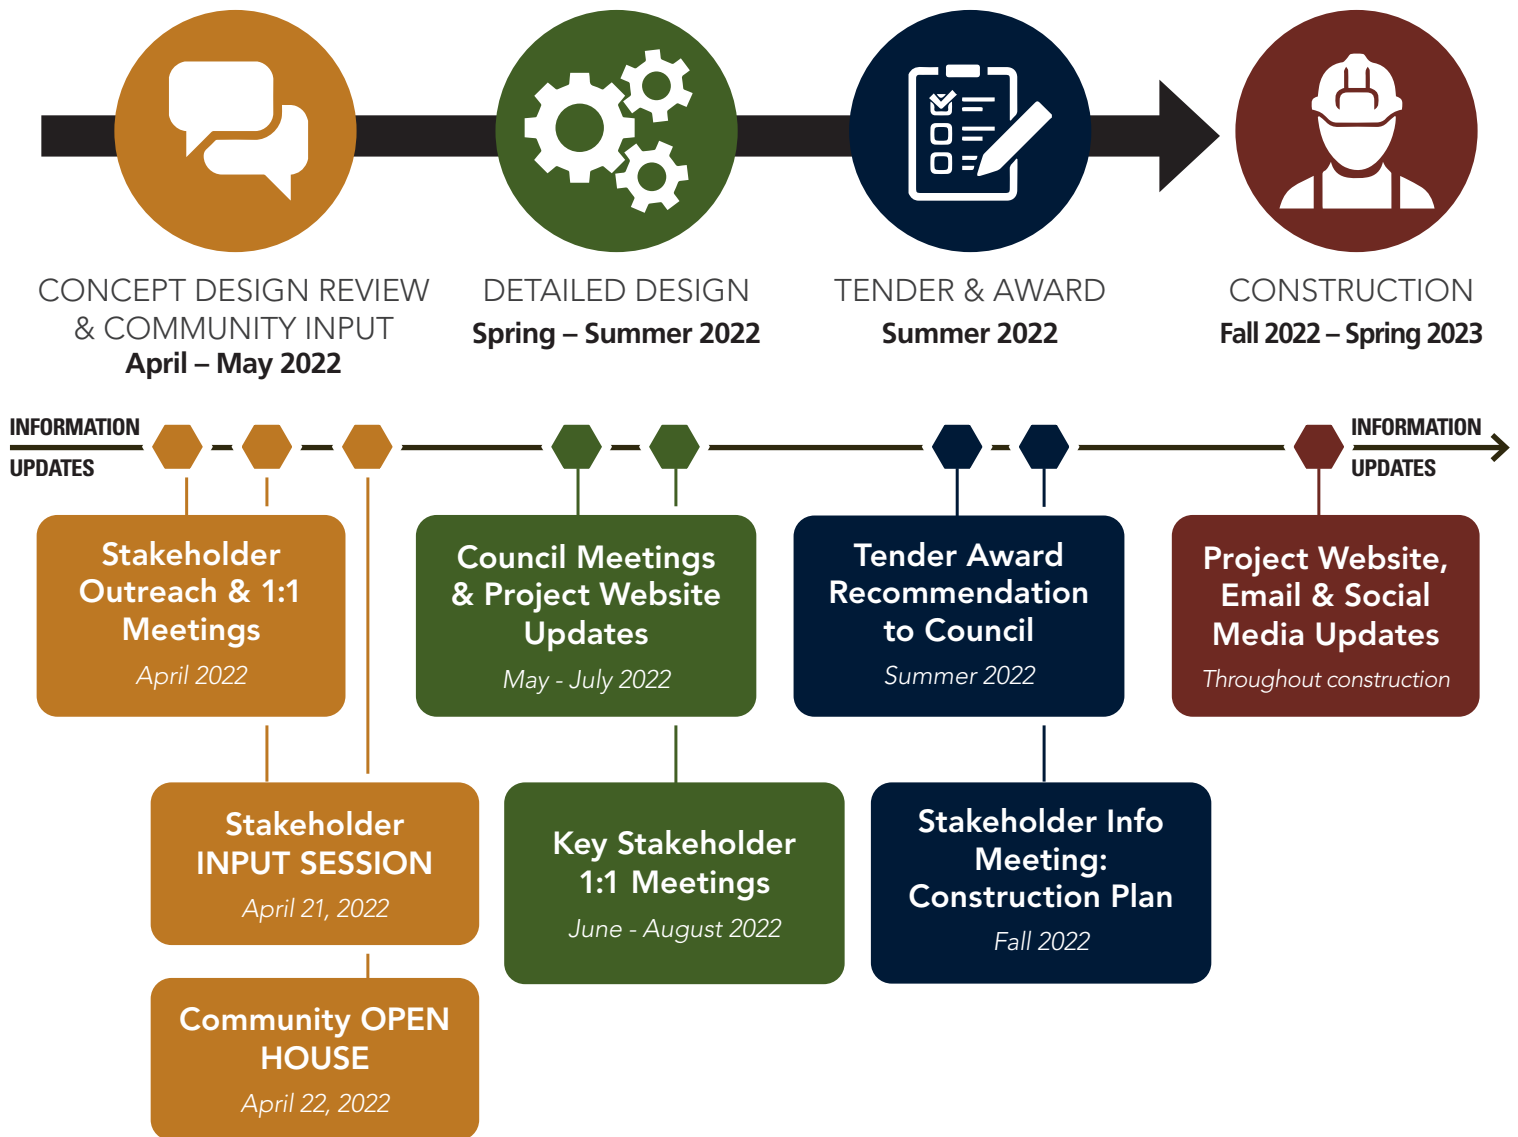 CONCEPT DESIGN REVIEW
& COMMUNITY INPUT
April – May 2022
DETAILED DESIGN
Spring – Summer 2022
TENDER & AWARD
Summer 2022
CONSTRUCTION
Fall 2022 – Spring 2023
INFORMATION
UPDATES
INFORMATION
UPDATES
Stakeholder
Outreach & 1:1
Meetings
April 2022
Council Meetings
& Project Website
Updates
May - July 2022
Tender Award
Recommendation
to Council
Summer 2022
Project Website,
Email & Social
Media Updates
Throughout construction
Stakeholder
INPUT SESSION
April 21, 2022
Key Stakeholder
1:1 Meetings
June - August 2022
Stakeholder Info
Meeting:
Construction Plan
Fall 2022
Community OPEN
HOUSE
April 22, 2022